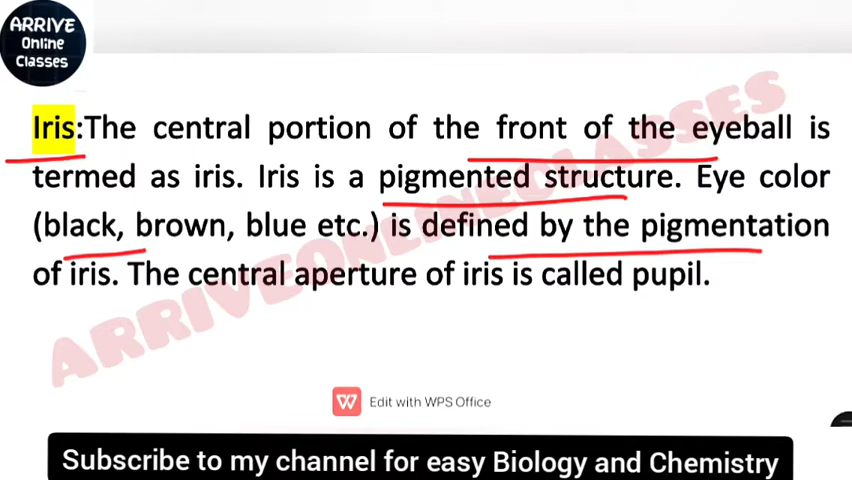 ARRIVE
Online
Classes
Iris:The central portion of the front of the eyeball is
termed as iris. Iris is a pigmented structure. Eye color
(black, brown, blue etc.) is defined by the pigmentation
of iris. The central aperture of iris is called pupil.
ARRIVEONLINECLASSES
Edit with WPS Office
Subscribe to my channel for easy Biology and Chemistry